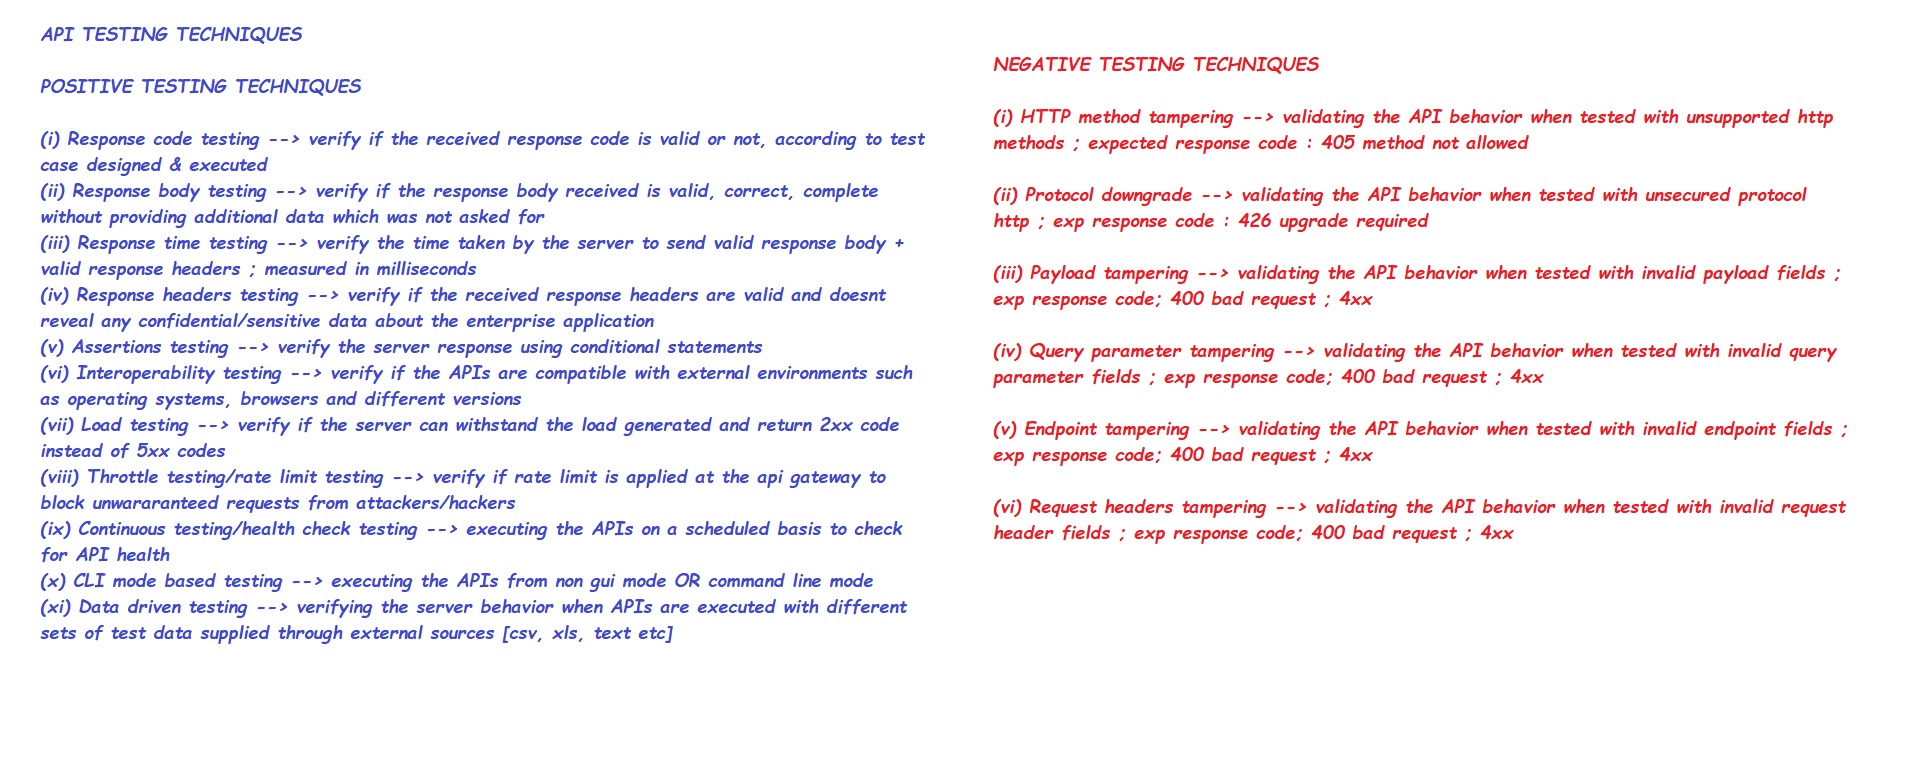 API TESTING TECHNIQUES
POSITIVE TESTING TECHNIQUES
(i) Response code testing --> verify if the received response code is valid or not, according to test
case designed & executed
(ii) Response body testing --> verify if the response body received is valid, correct, complete
without providing additional data which was not asked for
(iii) Response time testing --> verify the time taken by the server to send valid response body +
valid response headers ; measured in milliseconds
(iv) Response headers testing --> verify if the received response headers are valid and doesnt
reveal any confidential/sensitive data about the enterprise application
(v) Assertions testing --> verify the server response using conditional statements
(vi) Interoperability testing --> verify if the APIs are compatible with external environments such
as operating systems, browsers and different versions
(vii) Load testing --> verify if the server can withstand the load generated and return 2xx code
instead of 5xx codes
(viii) Throttle testing/rate limit testing --> verify if rate limit is applied at the api gateway to
block unwararanteed requests from attackers/hackers
(ix) Continuous testing/health check testing --> executing the APIs on a scheduled basis to check
for API health
(x) CLI mode based testing --> executing the APIs from non gui mode OR command line mode
(xi) Data driven testing --> verifying the server behavior when APIs are executed with different
sets of test data supplied through external sources [csv, xls, text etc]
NEGATIVE TESTING TECHNIQUES
(i) HTTP method tampering --> validating the API behavior when tested with unsupported http
methods ; expected response code : 405 method not allowed
(ii) Protocol downgrade --> validating the API behavior when tested with unsecured protocol
http ; exp response code : 426 upgrade required
(iii) Payload tampering --> validating the API behavior when tested with invalid payload fields ;
exp response code; 400 bad request ; 4xx
(iv) Query parameter tampering --> validating the API behavior when tested with invalid query
parameter fields ; exp response code; 400 bad request ; 4xx
(v) Endpoint tampering --> validating the API behavior when tested with invalid endpoint fields ;
exp response code; 400 bad request ; 4xx
(vi) Request headers tampering --> validating the API behavior when tested with invalid request
header fields ; exp response code; 400 bad request ; 4xx